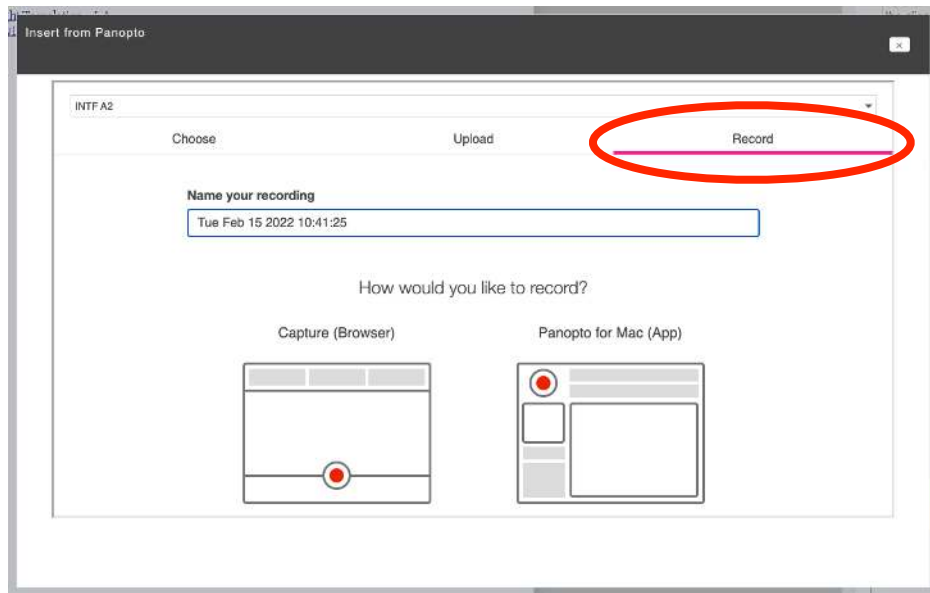 Insert from Panopto
×
INTF A2
Choose Upload Record
Name your recording
Tue Feb 15 2022 10:41:25
How would you like to record?
Capture (Browser) Panopto for Mac (App)